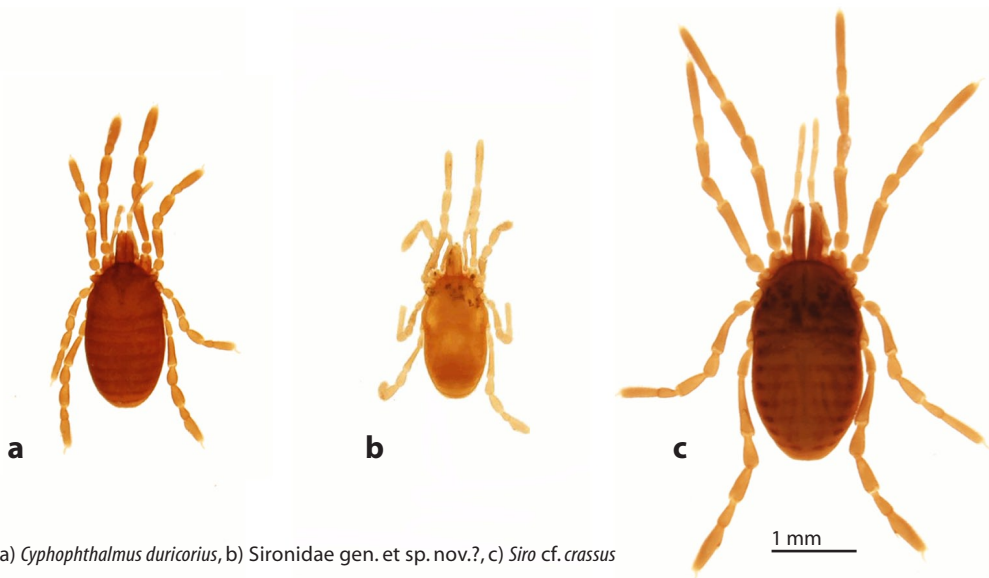 a
b
c
1 mm
a) Cyphophthalmus duricorius, b) Sironidae gen. et sp. nov.?, c) Siro cf. crassus